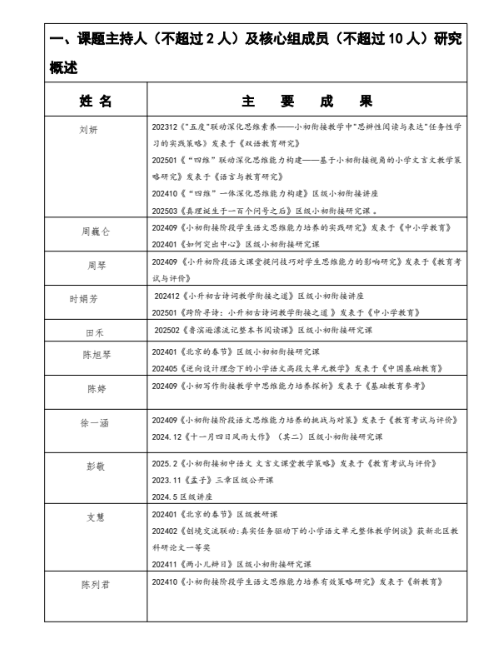 一、课题主持人（不超过2人）及核心组成员（不超过10人）研究
概述
姓 名 主 要 成 果
刘妍
202312《“五度”联动深化思维素养——小初衔接教学中“思辨性阅读与表达”任务性学
习的实践策略》发表于《双语教育研究》
202501《“四维”联动深化思维能力构建——基于小初衔接视角的小学文言文教学策
略研究》发表于《语言与教育研究》
202410《“四维”一体深化思维能力构建》区级小初衔接讲座
202503《真理诞生于一百个问号之后》区级小初衔接研究课 。
周巍仑
202409《小初衔接阶段学生语文思维能力培养的实践研究》发表于《中小学教育》
202401《如何突出中心》区级小初衔接研究课
周琴
202409《小升初阶段语文课堂提问技巧对学生思维能力的影响研究》发表于《教育考
试与评价》
时娟芳
202412《小升初古诗词教学衔接之道》区级小初衔接讲座
202501《跨阶寻诗：小升初古诗词教学衔接之道 》发表于《中小学教育》
田禾
202502《鲁滨逊漂流记整本书阅读课》区级小初衔接研究课
陈旭琴
202401《北京的春节》区级小初初衔接研究课
202405《逆向设计理念下的小学语文高段大单元教学》发表于《中国基础教育》
陈婷
202409《小初写作衔接教学中思维能力培养探析》发表于《基础教育参考》
徐一涵
202409《小初衔接阶段语文思维能力培养的挑战与对策》发表于《教育考试与评价》
2024.12《十一月四日风雨大作》（其二）区级小初衔接研究课
彭敬
2025.2《小初衔接初中语文 文言文课堂教学策略》发表于《教育考试与评价》
2023.11《孟子》三章区级公开课
2024.5 区级讲座
文慧
202401《北京的春节》区级教研课
202402《创境交流联动：真实任务驱动下的小学语文单元整体教学例谈》获新北区教
科研论文一等奖
202411《两小儿辩日》区级小初衔接研究课
陈列君
202410《小初衔接阶段学生语文思维能力培养有效策略研究》发表于《新教育》